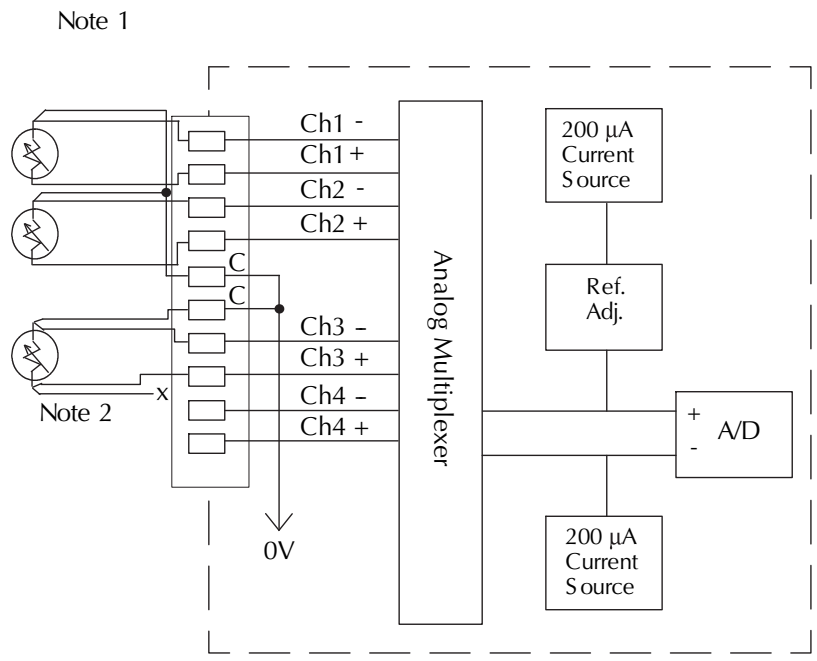 Note 1
Ch1 -
Ch1 +
Ch2 -
Ch2 +
C
C
Ch3 –
Ch3 +
Ch4 –
Ch4 +
x
Note 2
0V
Analog Multiplexer
200 µA
Current
Source
Ref.
Adj.
+
-
A/D
200 µA
Current
Source